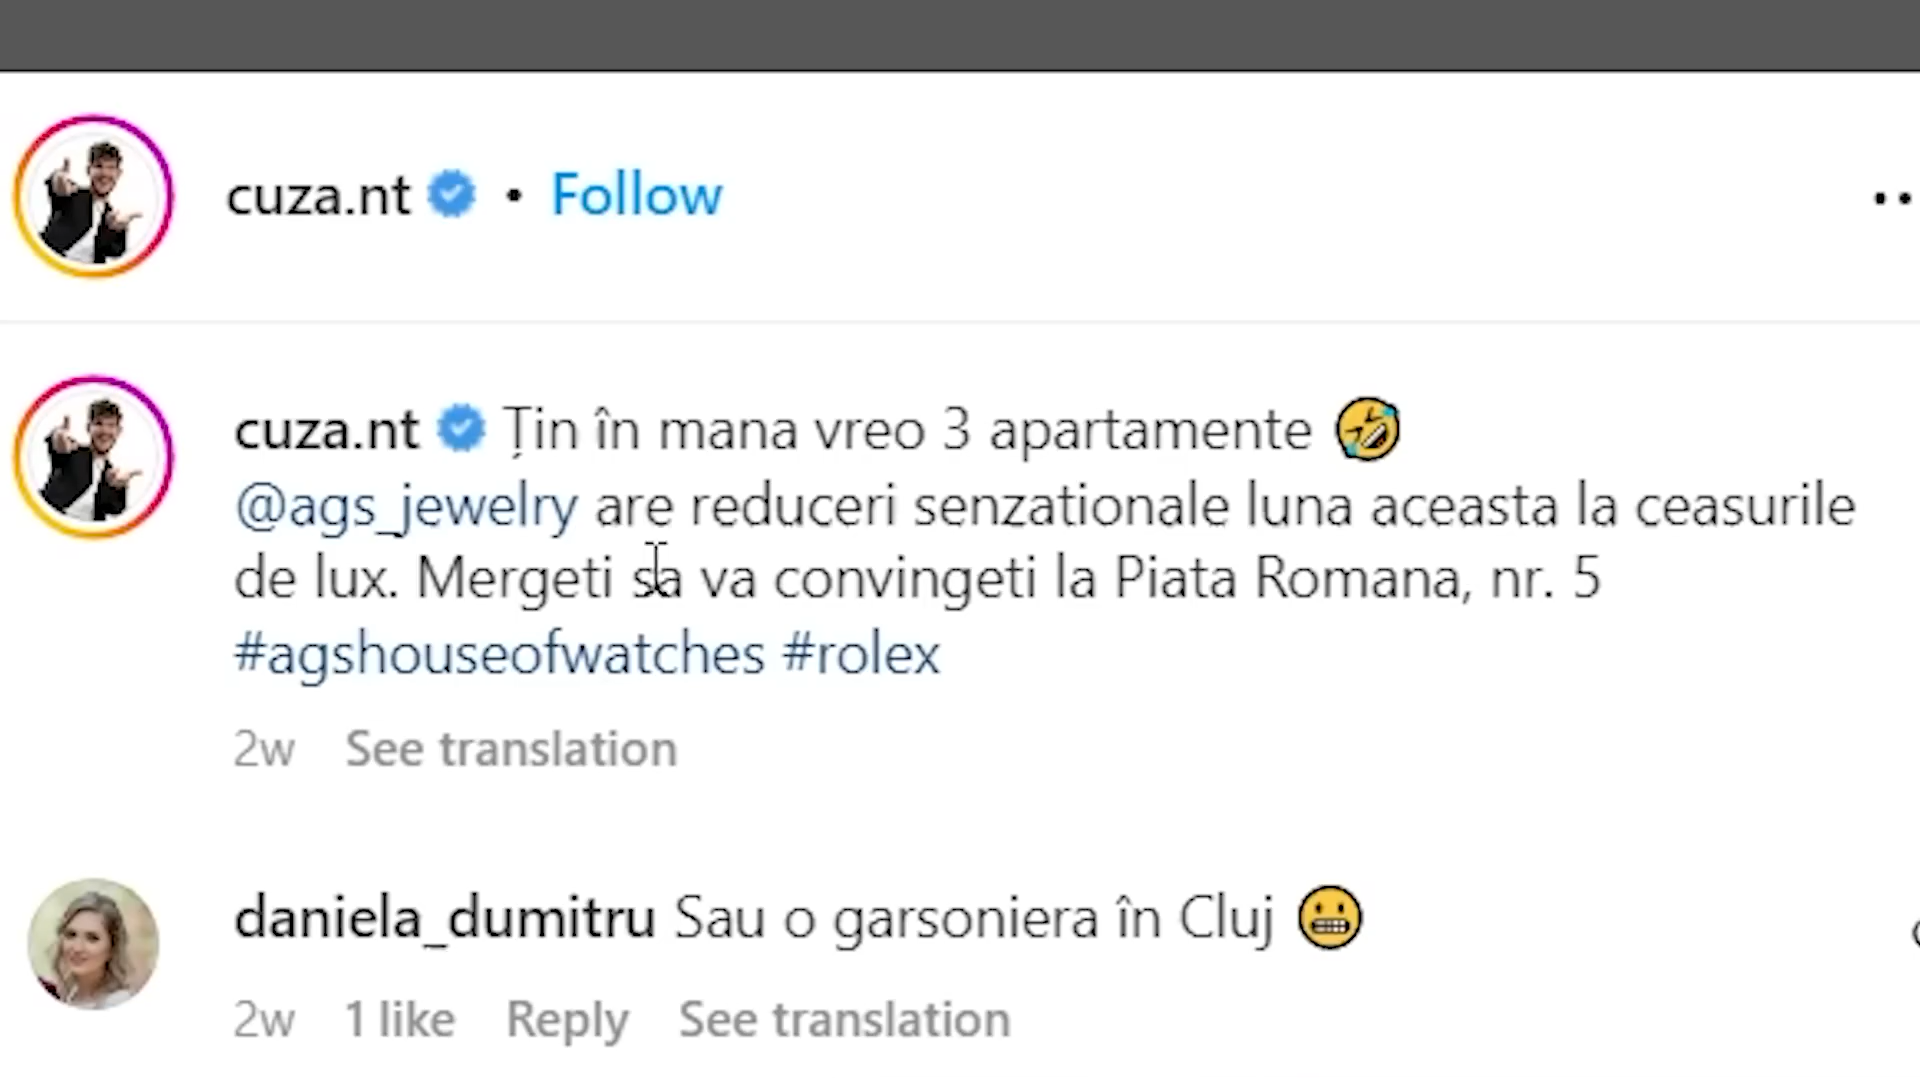 cuza.nt • Follow
cuza.nt Țin în mana vreo 3 apartamente 🤣
@ags_jewelry are reduceri senzationale luna aceasta la ceasurile
de lux. Mergeti sa va convingeti la Piata Romana, nr. 5
#agshouseofwatches #rolex
2w See translation
daniela_dumitru Sau o garsoniera în Cluj 😬
2w 1 like Reply See translation